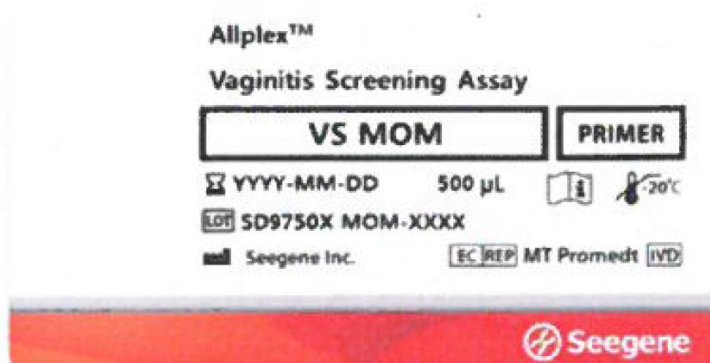 Allplex™
Vaginitis Screening Assay
VS MOM PRIMER
YYYY-MM-DD 500 µL -20°C
LOT SD9750X MOM-XXXX
Seegene Inc. EC REP MT Promedt IVD
Seegene